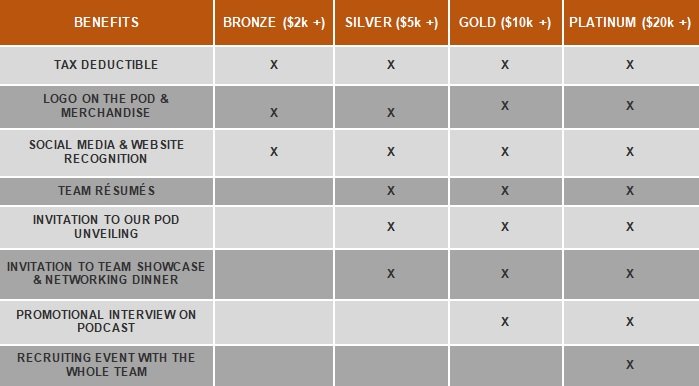 BENEFITS BRONZE ($2k +) SILVER ($5k +) GOLD ($10k +) PLATINUM ($20k +)
TAX DEDUCTIBLE X X X X
LOGO ON THE POD &
MERCHANDISE X X X X
SOCIAL MEDIA & WEBSITE
RECOGNITION X X X X
TEAM RÉSUMÉS X X X
INVITATION TO OUR POD
UNVEILING X X X
INVITATION TO TEAM SHOWCASE
& NETWORKING DINNER X X X
PROMOTIONAL INTERVIEW ON
PODCAST X X
RECRUITING EVENT WITH THE
WHOLE TEAM X